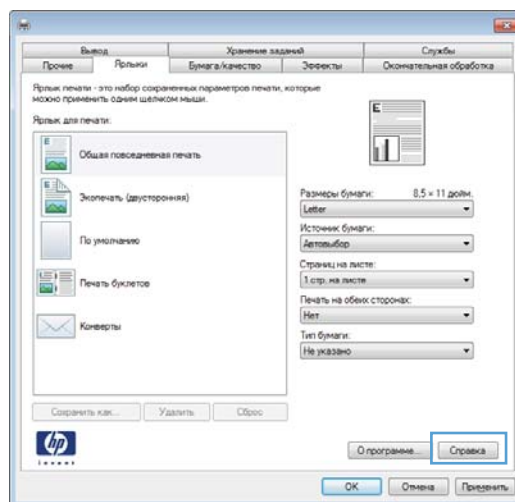 Вывод Хранение заданий Службы
Прочие Ярлыки Бумага/качество Эффекты Окончательная обработка
Ярлык печати - это набор сохраненных параметров печати, которые
можно применить одним щелчком мыши.
Ярлык для печати:
E
Общая повседневная печать
E
Экопечать (двусторонняя)
По умолчанию
E
Печать буклетов
Конверты
Сохранить как... Удалить Сброс
E
Размеры бумаги: 8,5 × 11 дюйм.
Letter
Источник бумаги:
Автовыбор
Страниц на листе:
1 стр. на листе
Печать на обеих сторонах:
Нет
Тип бумаги:
Не указано
hp
invent
О программе... Справка
OK Отмена Применить